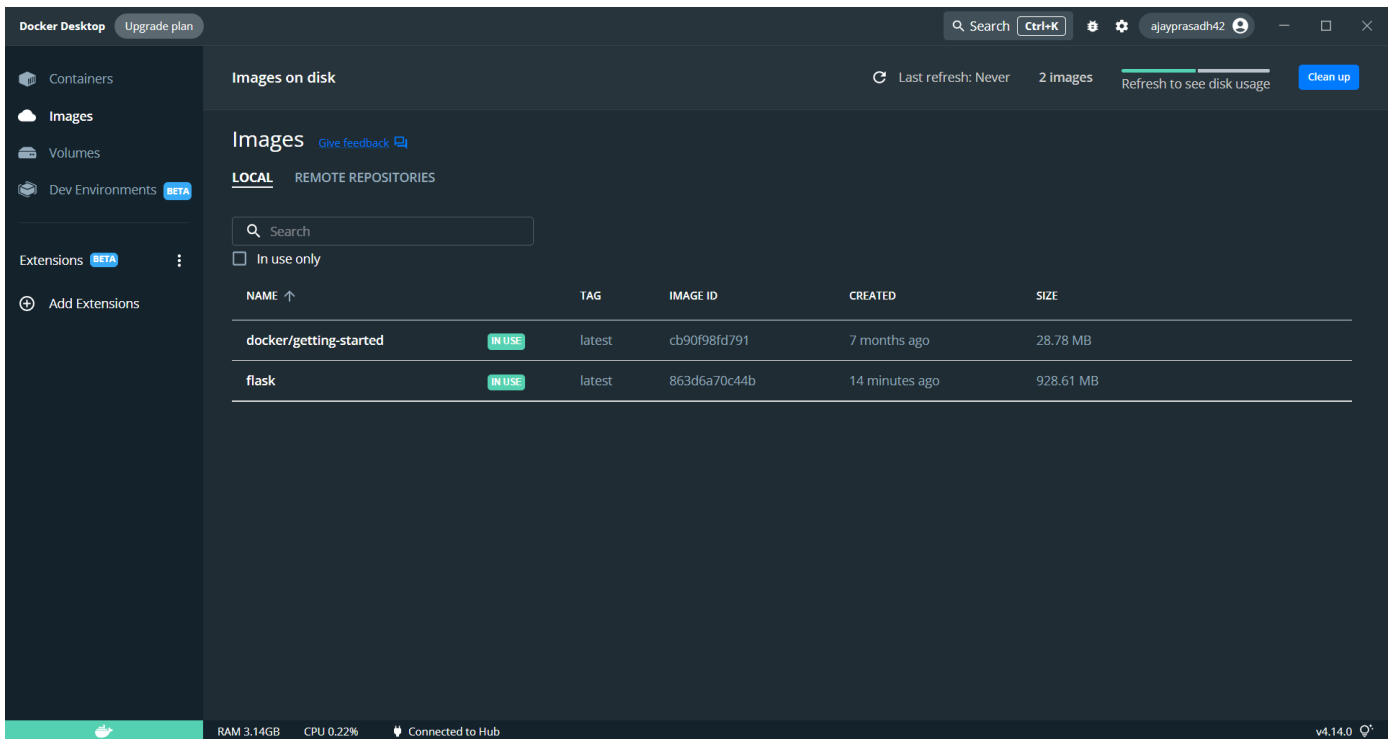 Docker Desktop Upgrade plan Search Ctrl+K ajayprasadh42
Containers
Images
Volumes
Dev Environments BETA
Extensions BETA
Add Extensions
Images on disk Last refresh: Never 2 images Refresh to see disk usage Clean up
Images Give feedback
LOCAL REMOTE REPOSITORIES
Search
In use only
NAME TAG IMAGE ID CREATED SIZE
docker/getting-started IN USE latest cb90f98fd791 7 months ago 28.78 MB
flask IN USE latest 863d6a70c44b 14 minutes ago 928.61 MB
RAM 3.14GB CPU 0.22% Connected to Hub v4.14.0